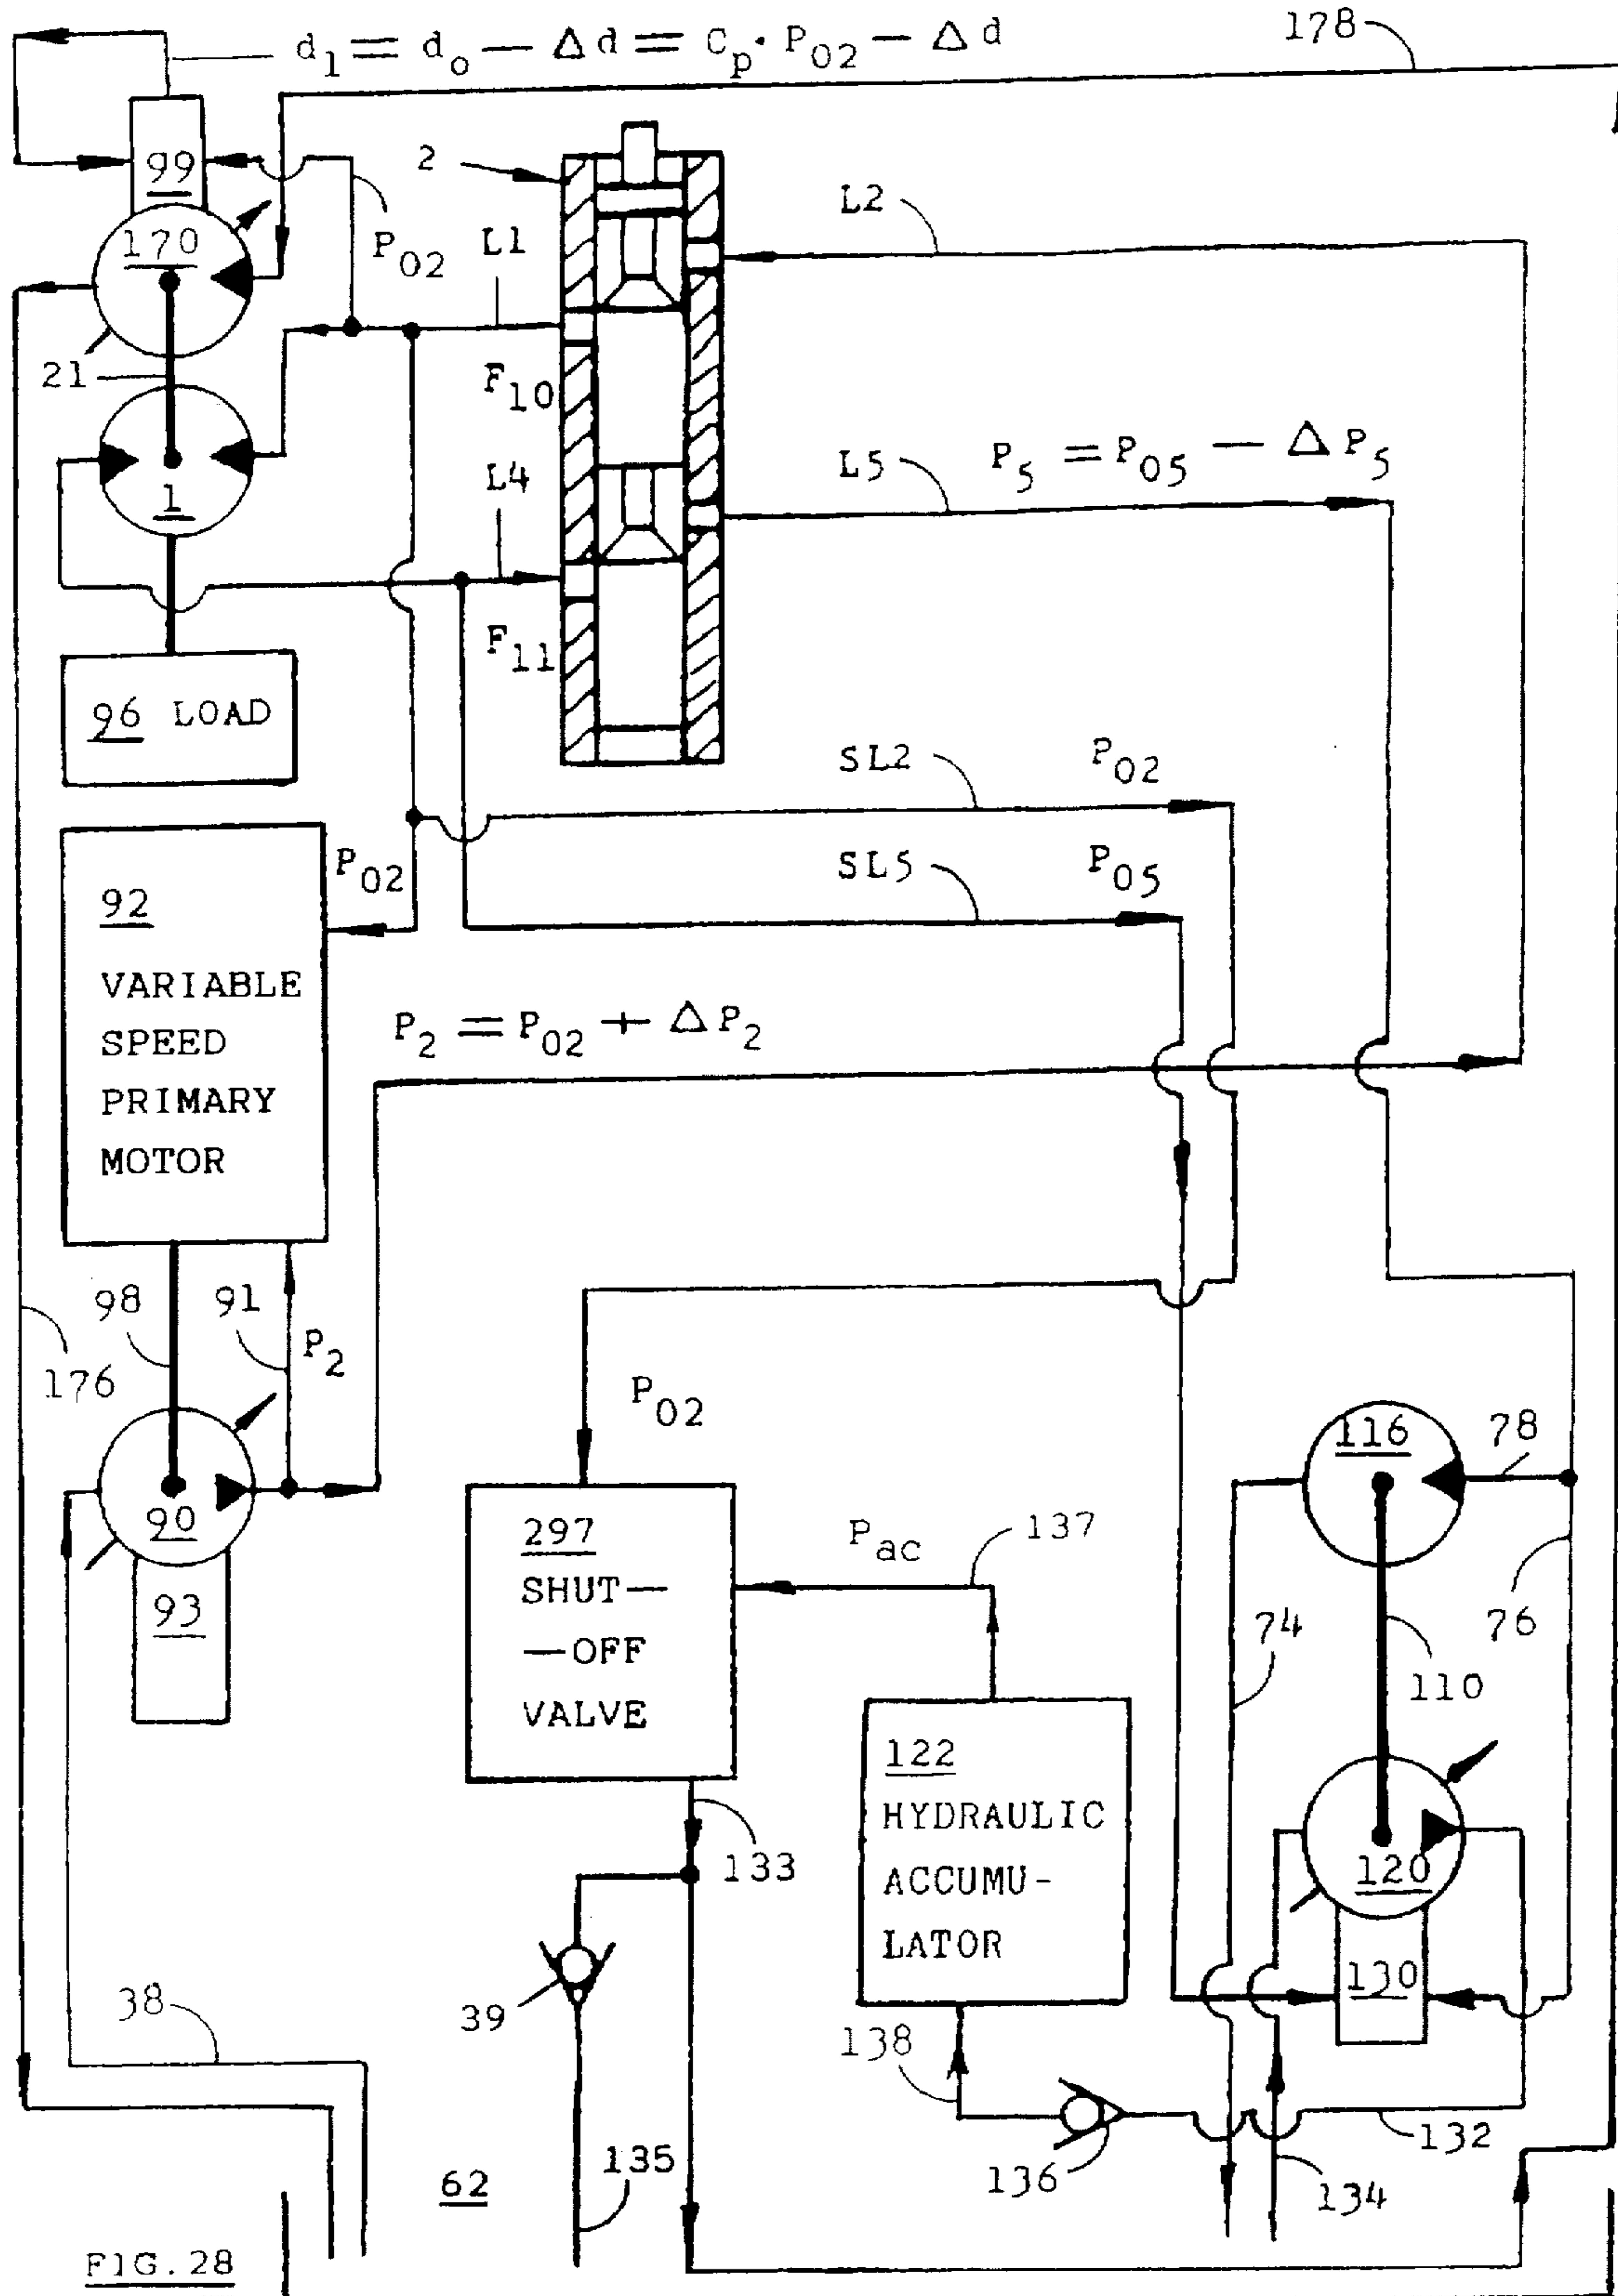 178
d₁ = d₀ — Δd = Cₚ· P₀₂ — Δd
99
2
170
P₀₂
L1
L2
21
F₁₀
1
L4
L5
P₅ = P₀₅ — ΔP₅
F₁₁
96 LOAD
SL2
P₀₂
P₀₂
SL5
P₀₅
92
VARIABLE
SPEED
PRIMARY
MOTOR
P₂ = P₀₂ + ΔP₂
98
91
P₂
176
P₀₂
116
78
90
297
SHUT—
—OFF
VALVE
Pac
137
93
74
76
110
122
HYDRAULIC
ACCUMU-
LATOR
133
120
130
39
38
138
136
132
135
134
62
FIG.28